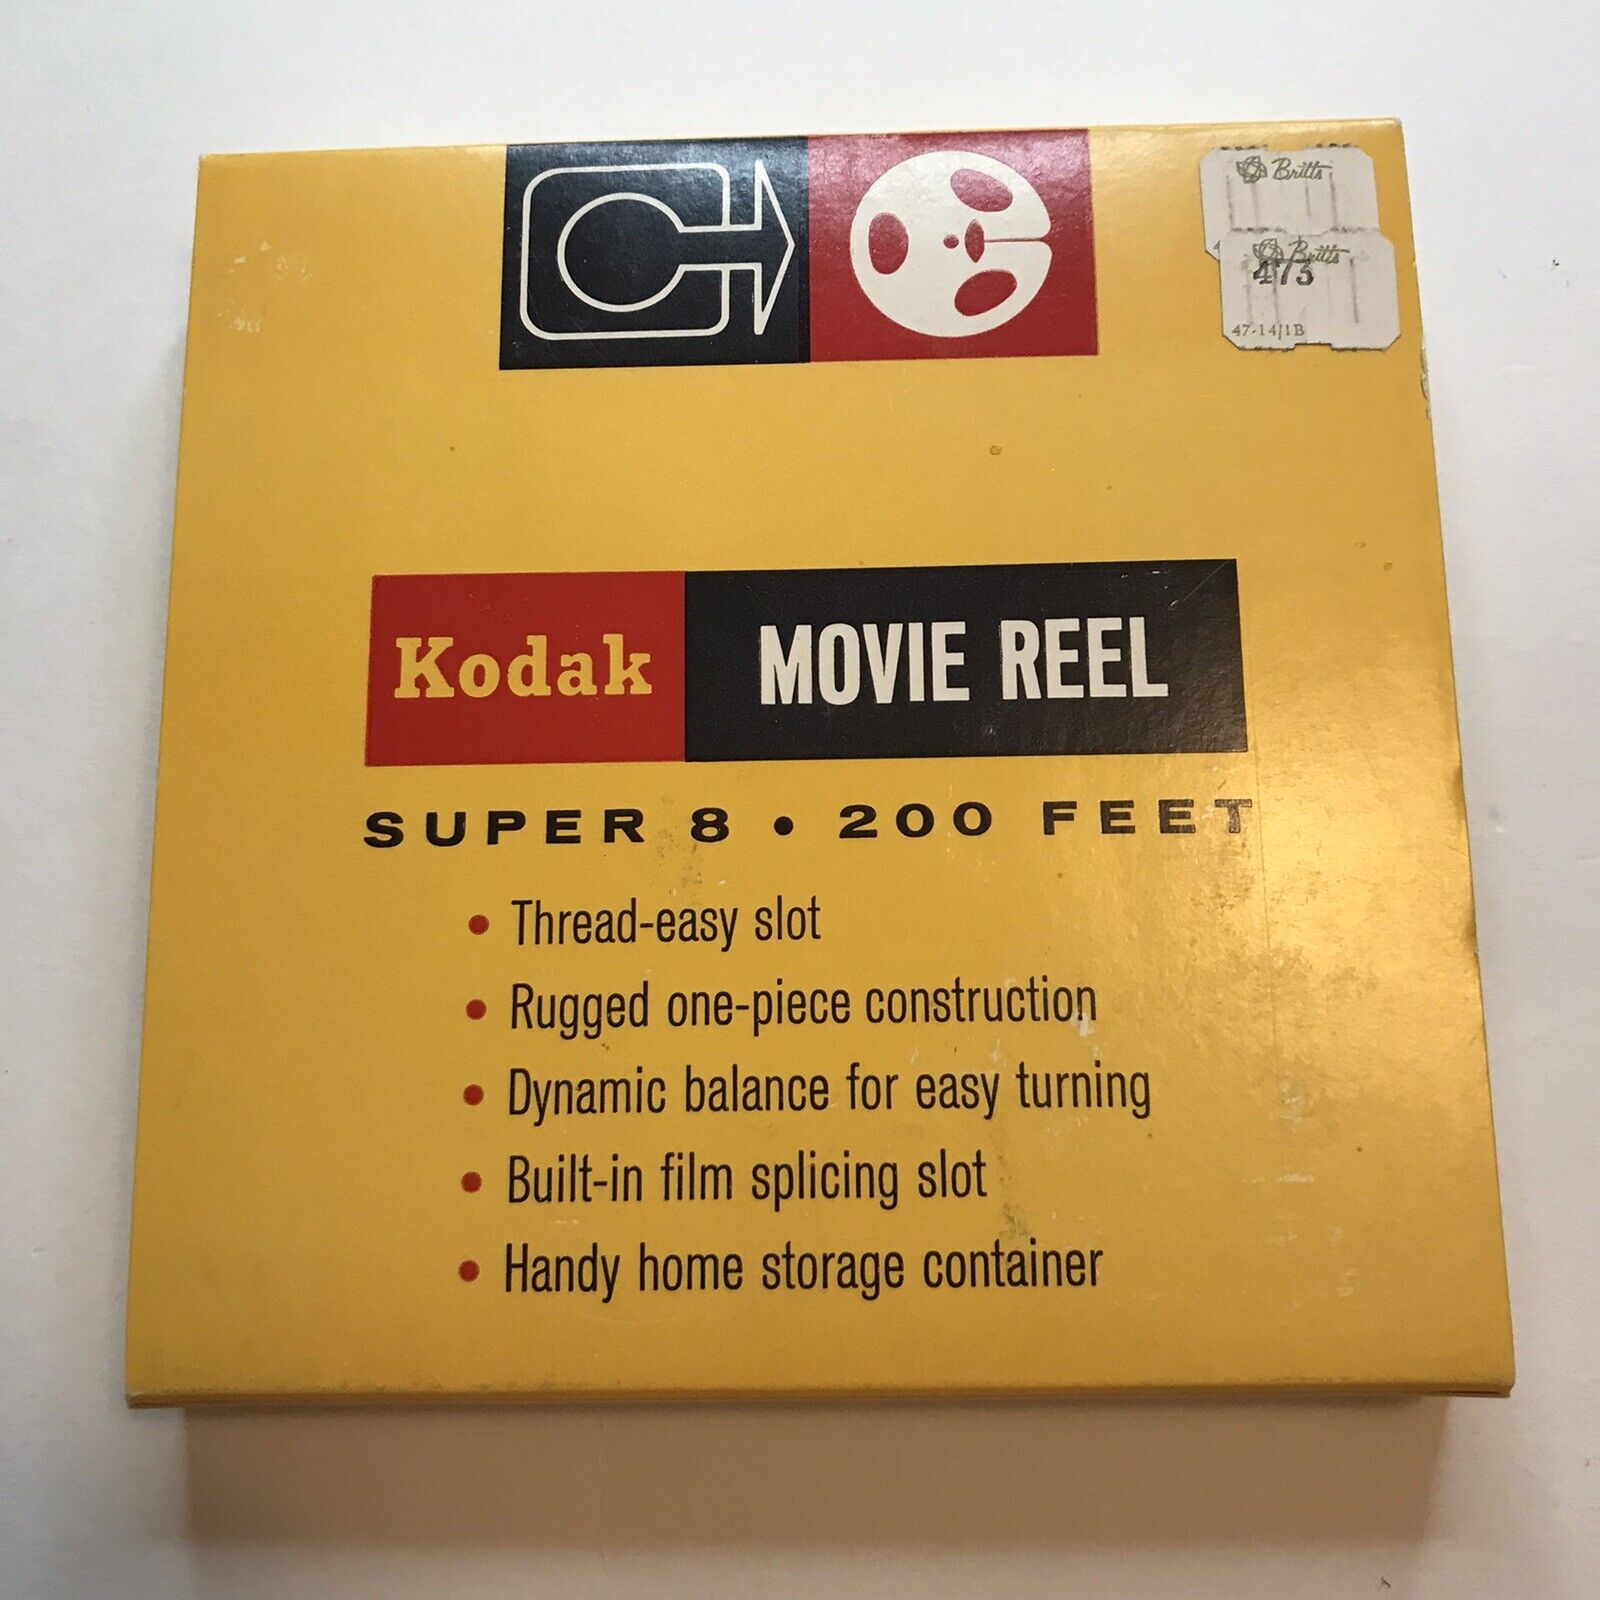 Britts
Britts
473
47-14/1B
Kodak MOVIE REEL
SUPER 8 • 200 FEET
• Thread-easy slot
• Rugged one-piece construction
• Dynamic balance for easy turning
• Built-in film splicing slot
• Handy home storage container